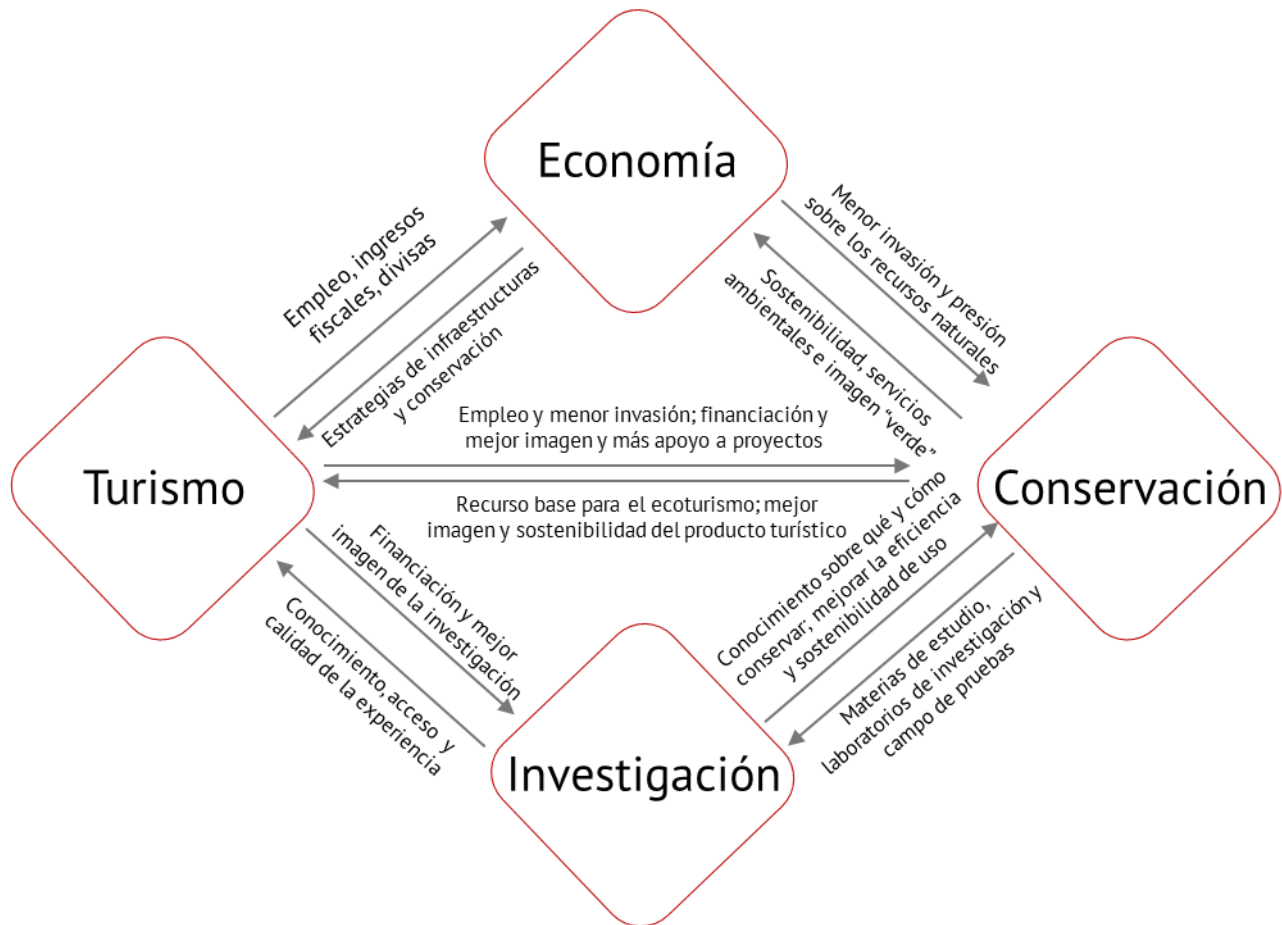 Economía
Empleo, ingresos
fiscales, divisas
Estrategias de infraestructuras
y conservación
Menor invasión y presión
sobre los recursos naturales
Sostenibilidad, servicios
ambientales e imagen "verde"
Turismo
Empleo y menor invasión; financiación y
mejor imagen y más apoyo a proyectos
Recurso base para el ecoturismo; mejor
imagen y sostenibilidad del producto turístico
Conservación
Financiación y mejor
imagen de la investigación
Conocimiento, acceso y
calidad de la experiencia
Conocimiento sobre qué y cómo
conservar; mejorar la eficiencia
y sostenibilidad de uso
Materias de estudio,
laboratorios de investigación y
campo de pruebas
Investigación